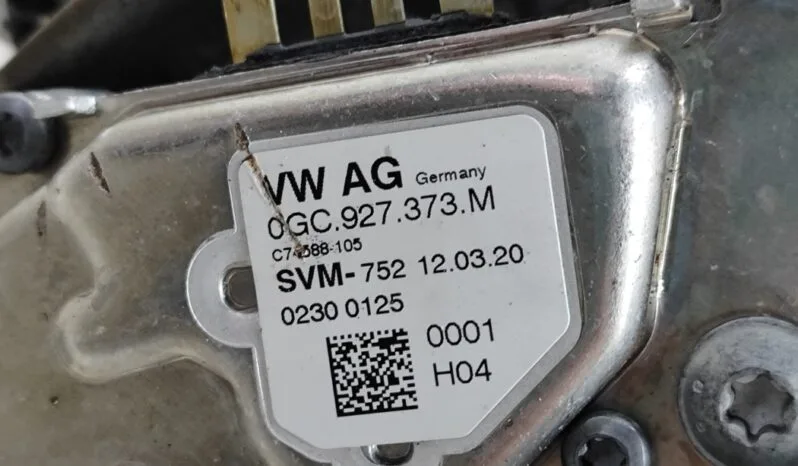 VW AG Germany
0GC.927.373.M
SVM-752 12.03.20
0230 0125
0001
H04